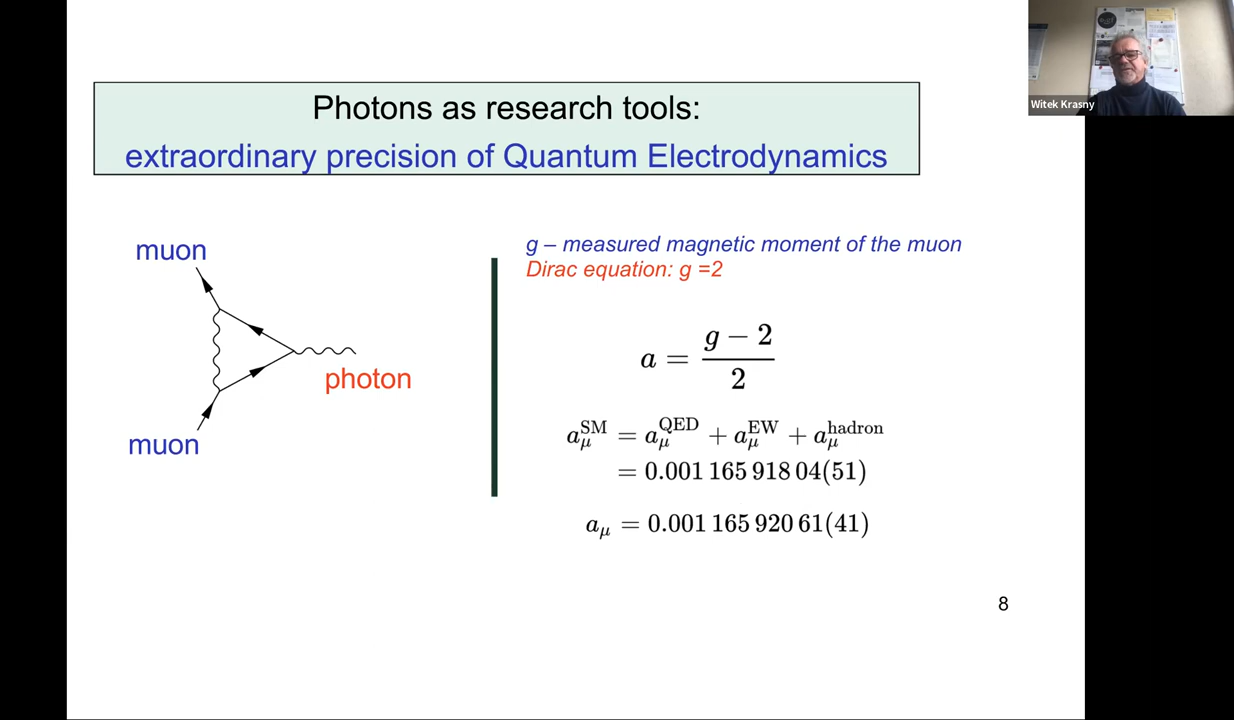 Photons as research tools:
extraordinary precision of Quantum Electrodynamics
muon
photon
muon
g – measured magnetic moment of the muon
Dirac equation: g =2
a = (g − 2)/2
a_μ^SM = a_μ^QED + a_μ^EW + a_μ^hadron
= 0.001 165 918 04(51)
a_μ = 0.001 165 920 61(41)
8
Witek Krasny